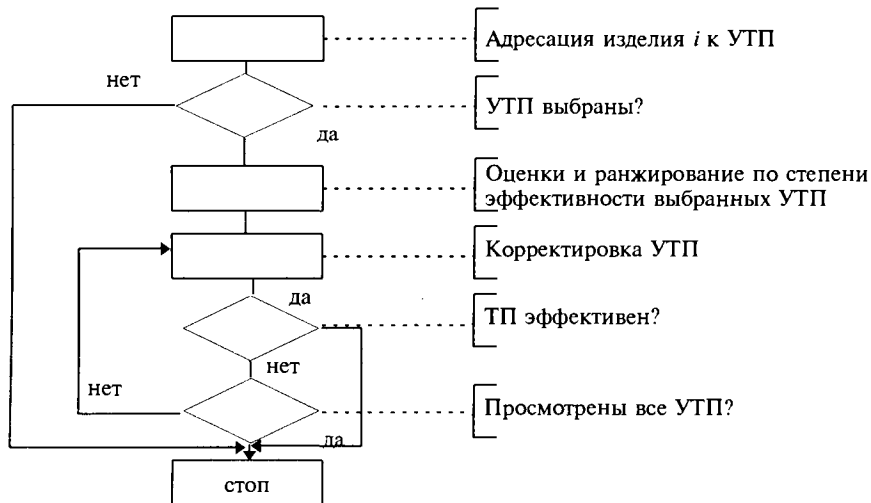 Адресация изделия i к УТП
нет
УТП выбраны?
да
Оценки и ранжирование по степени
эффективности выбранных УТП
Корректировка УТП
да
ТП эффективен?
нет
нет
Просмотрены все УТП?
да
стоп